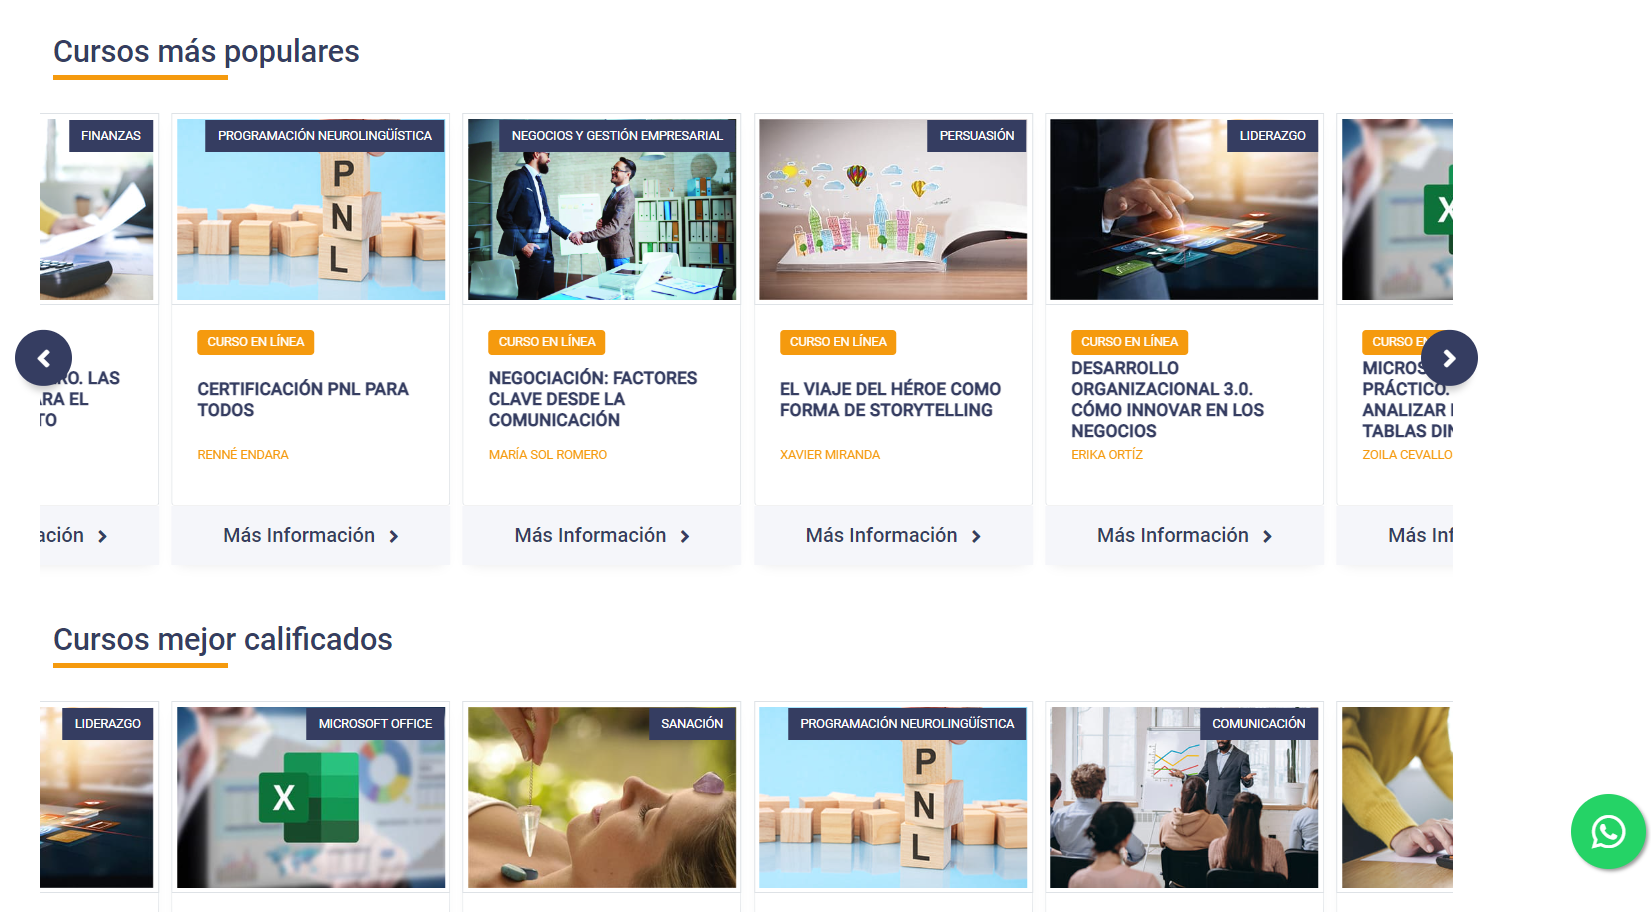 Cursos más populares
FINANZAS
PROGRAMACIÓN NEUROLINGÜÍSTICA
NEGOCIOS Y GESTIÓN EMPRESARIAL
PERSUASIÓN
LIDERAZGO
P
N
L
X
CURSO EN LÍNEA
CURSO EN LÍNEA
CURSO EN LÍNEA
CURSO EN LÍNEA
CURSO EN
RO. LAS
ARA EL
TO
CERTIFICACIÓN PNL PARA
TODOS
NEGOCIACIÓN: FACTORES
CLAVE DESDE LA
COMUNICACIÓN
EL VIAJE DEL HÉROE COMO
FORMA DE STORYTELLING
DESARROLLO
ORGANIZACIONAL 3.0.
CÓMO INNOVAR EN LOS
NEGOCIOS
MICROS
PRÁCTICO.
ANALIZAR
TABLAS DIN
RENNÉ ENDARA
MARÍA SOL ROMERO
XAVIER MIRANDA
ERIKA ORTÍZ
ZOILA CEVALLO
ación
Más Información
Más Información
Más Información
Más Información
Más Inf
Cursos mejor calificados
LIDERAZGO
MICROSOFT OFFICE
SANACIÓN
PROGRAMACIÓN NEUROLINGÜÍSTICA
COMUNICACIÓN
X
P
N
L